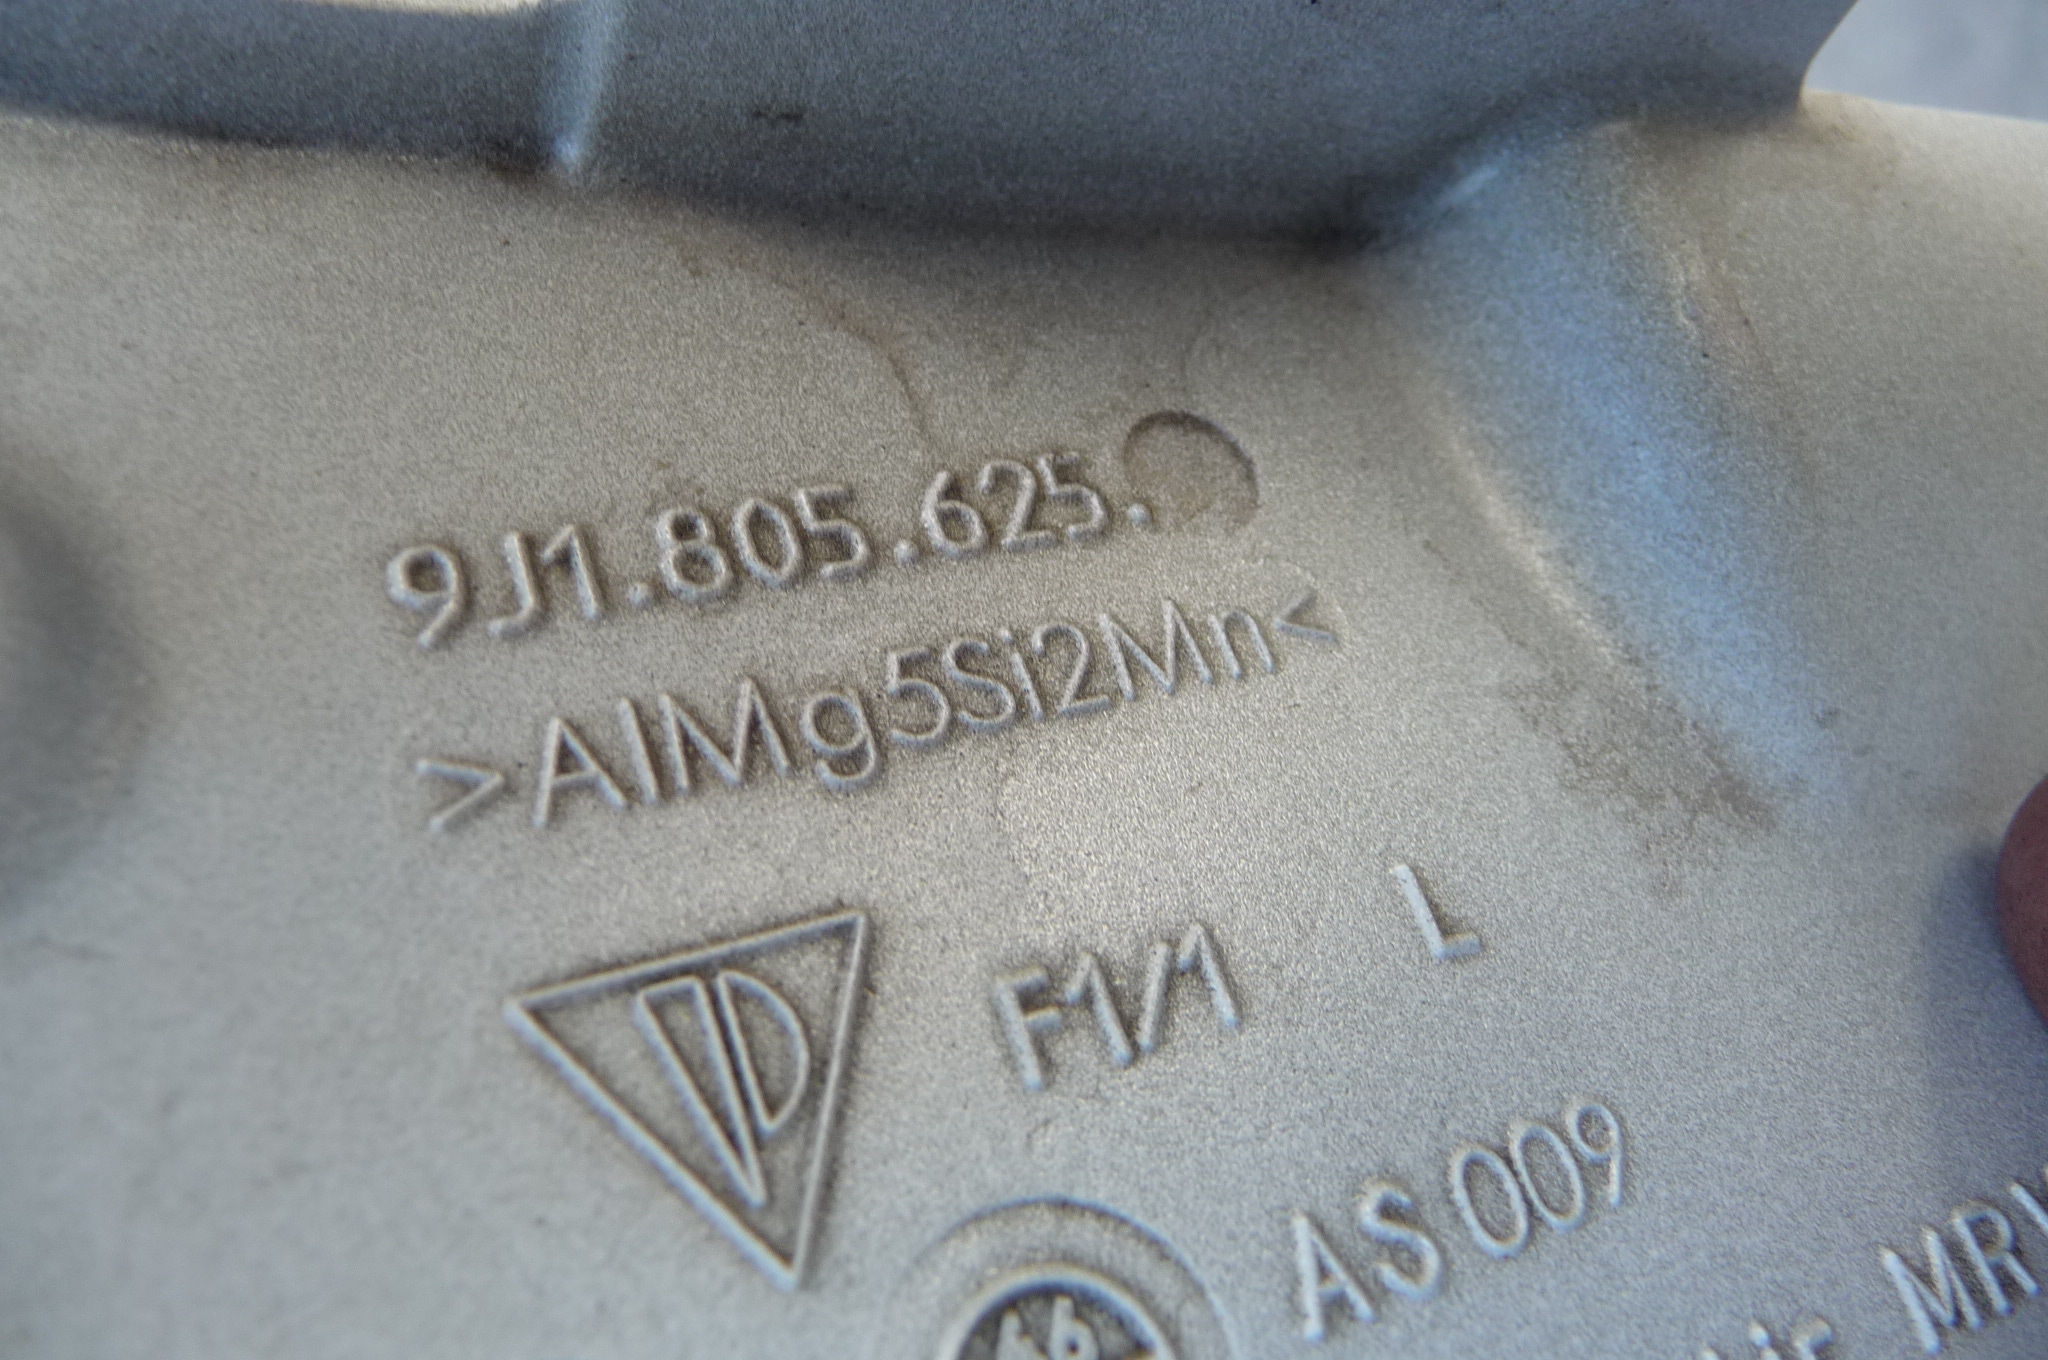 9J1.805.625.
>AlMg5Si2Mn<
F1/1 L
AS 009